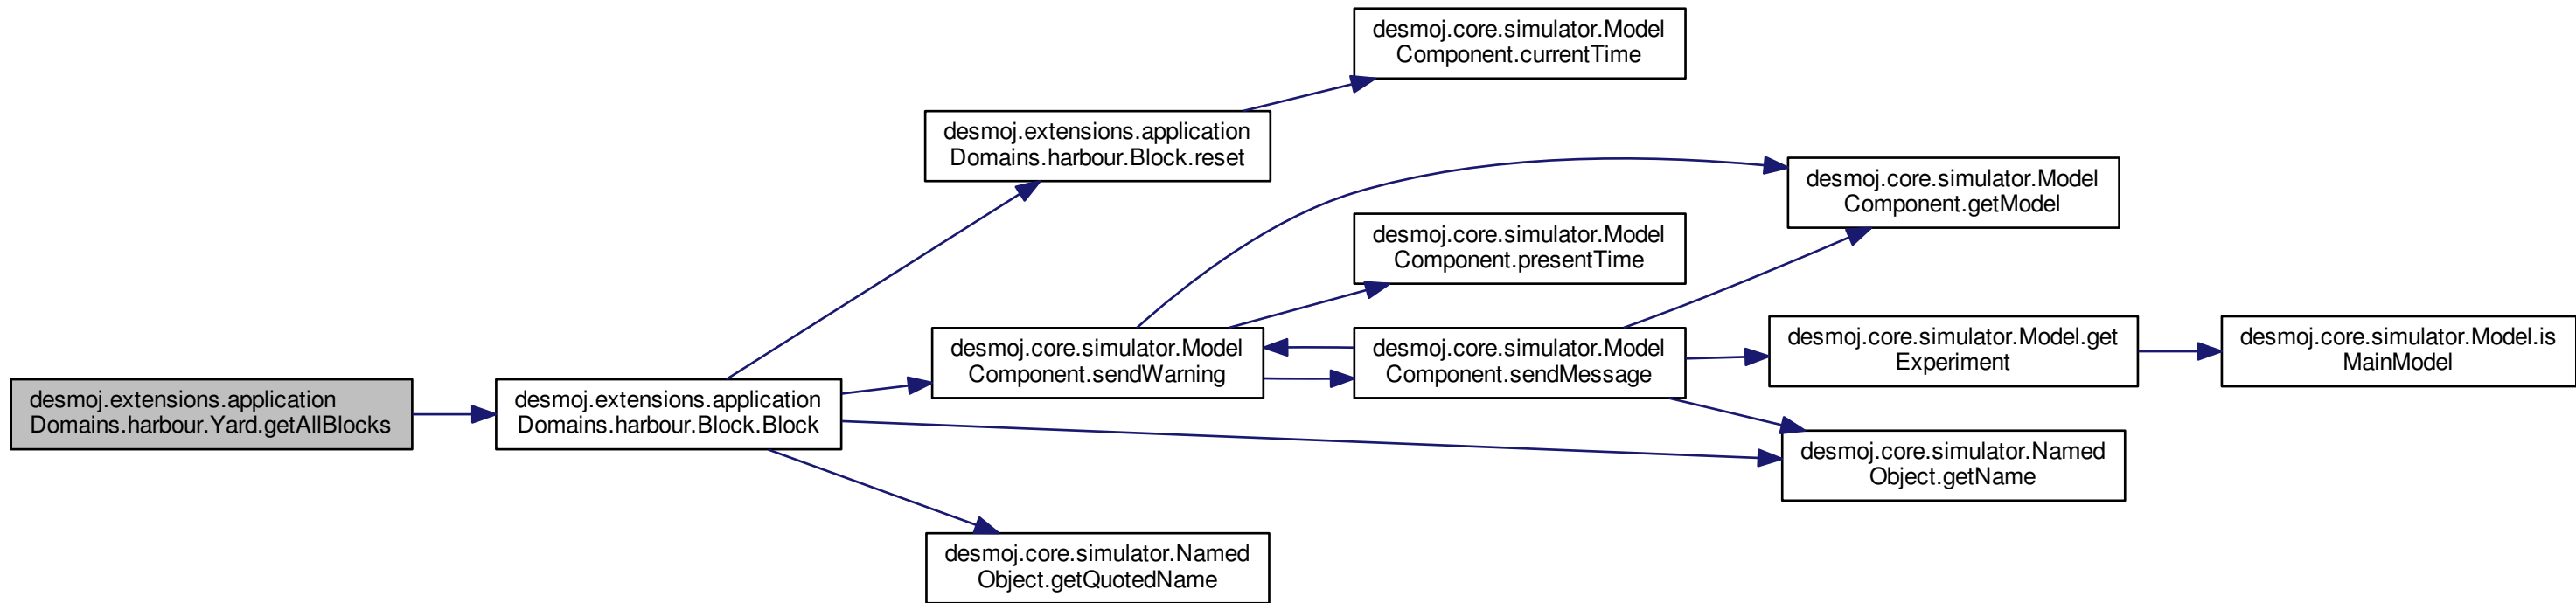 desmoj.extensions.application
Domains.harbour.Yard.getAllBlocks
desmoj.extensions.application
Domains.harbour.Block.Block
desmoj.extensions.application
Domains.harbour.Block.reset
desmoj.core.simulator.Model
Component.currentTime
desmoj.core.simulator.Model
Component.sendWarning
desmoj.core.simulator.Model
Component.getModel
desmoj.core.simulator.Model
Component.presentTime
desmoj.core.simulator.Model
Component.sendMessage
desmoj.core.simulator.Model.get
Experiment
desmoj.core.simulator.Model.is
MainModel
desmoj.core.simulator.Named
Object.getName
desmoj.core.simulator.Named
Object.getQuotedName